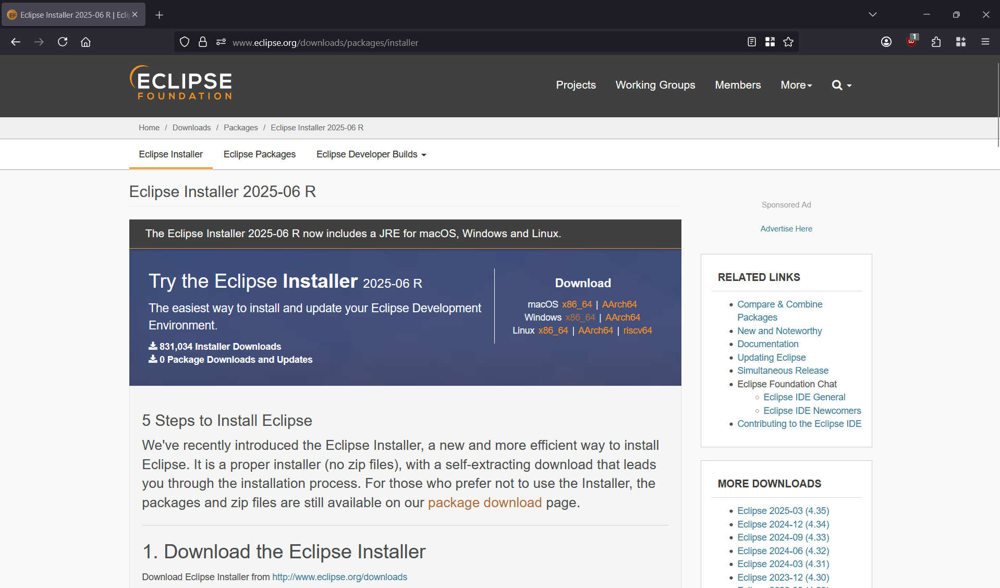 Eclipse Installer 2025-06 R | Ecli
www.eclipse.org/downloads/packages/installer
1
ECLIPSE
FOUNDATION
Projects
Working Groups
Members
More
Home / Downloads / Packages / Eclipse Installer 2025-06 R
Eclipse Installer
Eclipse Packages
Eclipse Developer Builds
Eclipse Installer 2025-06 R
The Eclipse Installer 2025-06 R now includes a JRE for macOS, Windows and Linux.
Try the Eclipse Installer 2025-06 R
The easiest way to install and update your Eclipse Development
Environment.
831,034 Installer Downloads
0 Package Downloads and Updates
Download
macOS x86_64 | AArch64
Windows x86_64 | AArch64
Linux x86_64 | AArch64 | riscv64
5 Steps to Install Eclipse
We've recently introduced the Eclipse Installer, a new and more efficient way to install
Eclipse. It is a proper installer (no zip files), with a self-extracting download that leads
you through the installation process. For those who prefer not to use the Installer, the
packages and zip files are still available on our package download page.
1. Download the Eclipse Installer
Download Eclipse Installer from http://www.eclipse.org/downloads
Sponsored Ad
Advertise Here
RELATED LINKS
Compare & Combine
Packages
New and Noteworthy
Documentation
Updating Eclipse
Simultaneous Release
Eclipse Foundation Chat
Eclipse IDE General
Eclipse IDE Newcomers
Contributing to the Eclipse IDE
MORE DOWNLOADS
Eclipse 2025-03 (4.35)
Eclipse 2024-12 (4.34)
Eclipse 2024-09 (4.33)
Eclipse 2024-06 (4.32)
Eclipse 2024-03 (4.31)
Eclipse 2023-12 (4.30)